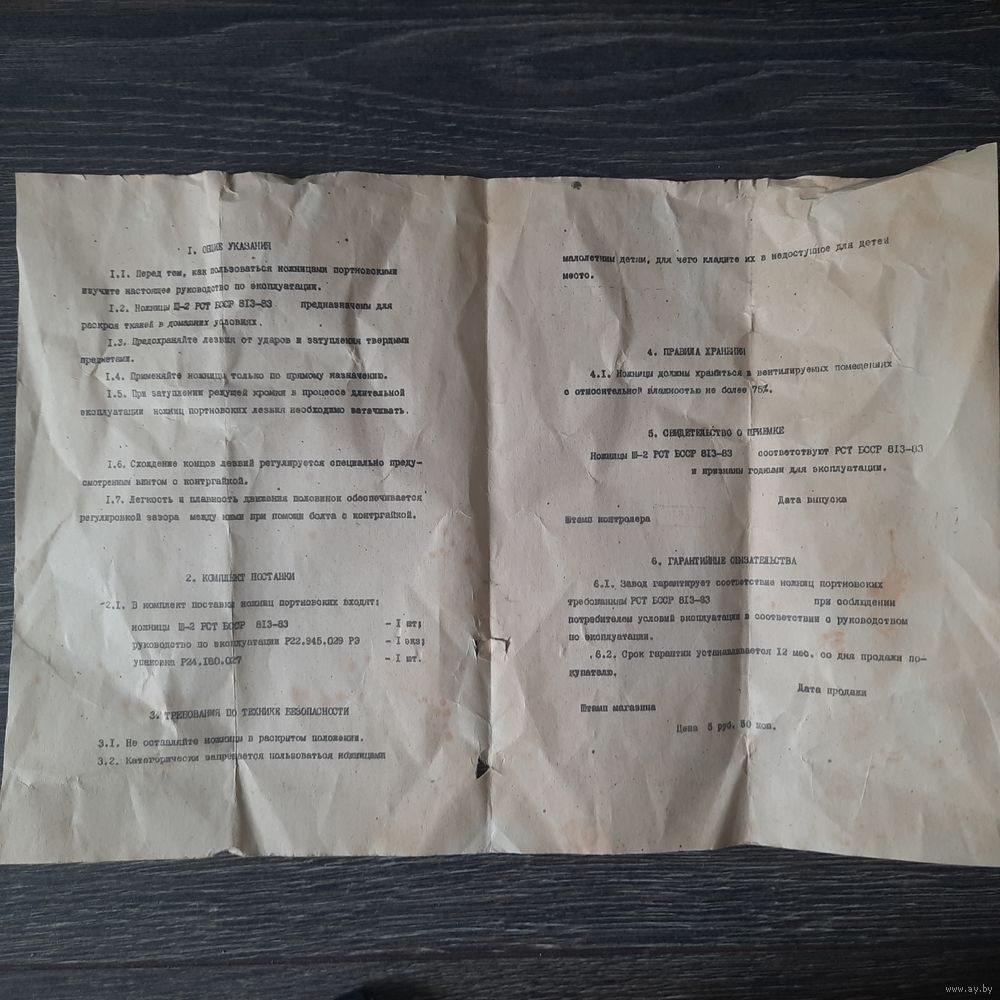 I. ОБЩИЕ УКАЗАНИЯ
I.I. Перед тем, как пользоваться ножницами портновскими
изучите настоящее руководство по эксплуатации.
I.2. Ножницы Ш-2 РСТ БССР 8I3-83 предназначены для
раскроя тканей в домашних условиях.
I.3. Предохраняйте лезвия от ударов и затупления твердыми
предметами.
I.4. Применяйте ножницы только по прямому назначению.
I.5. При затуплении режущей кромки в процессе длительной
эксплуатации ножниц портновских лезвия необходимо затачивать.
I.6. Схождение концов лезвий регулируется специально преду-
смотренным винтом с контргайкой.
I.7. Легкость и плавность движения половинок обеспечивается
регулировкой зазора между ними при помощи болта с контргайкой.
2. КОМПЛЕКТ ПОСТАВКИ
2.I. В комплект поставки ножниц портновских входят:
ножницы Ш-2 РСТ БССР 8I3-83 - I шт;
руководство по эксплуатации Р22.945.029 РЭ - I экз;
упаковка Р24.I80.027 - I шт.
3. ТРЕБОВАНИЯ ПО ТЕХНИКЕ БЕЗОПАСНОСТИ
3.I. Не оставляйте ножницы в раскрытом положении.
3.2. Категорически запрещается пользоваться ножницами
малолетним детям, для чего кладите их в недоступное для детей
место.
4. ПРАВИЛА ХРАНЕНИЯ
4.I. Ножницы должны храниться в вентилируемых помещениях
с относительной влажностью не более 75%.
5. СВИДЕТЕЛЬСТВО О ПРИЕМКЕ
Ножницы Ш-2 РСТ БССР 8I3-83 соответствуют РСТ БССР 8I3-83
и признаны годными для эксплуатации.
Дата выпуска
Штамп контролера
6. ГАРАНТИЙНЫЕ ОБЯЗАТЕЛЬСТВА
6.I. Завод гарантирует соответствие ножниц портновских
требованиям РСТ БССР 8I3-83 при соблюдении
потребителем условий эксплуатации в соответствии с руководством
по эксплуатации.
6.2. Срок гарантии устанавливается I2 мес. со дня продажи по-
купателю.
Дата продажи
Штамп магазина
Цена 5 руб. 50 коп.
www.ay.by